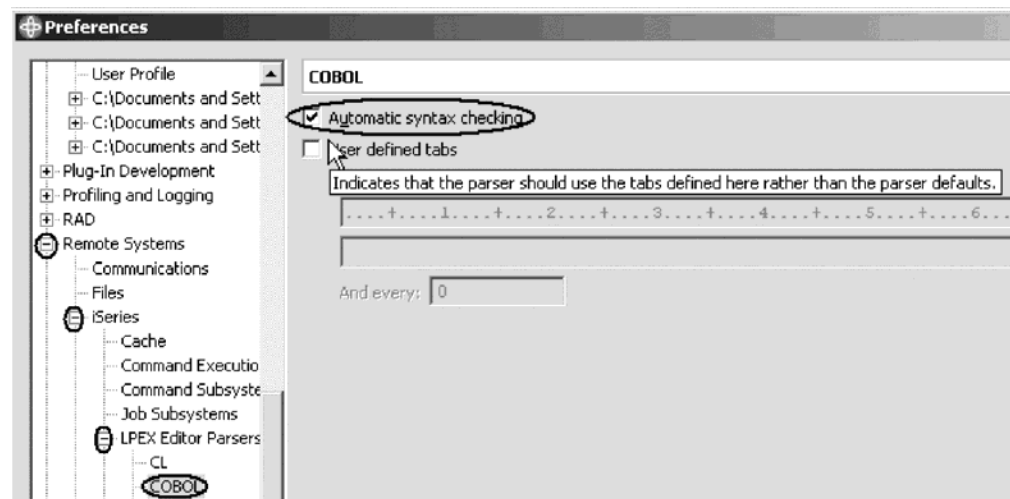 Preferences
User Profile
C:\Documents and Sett
C:\Documents and Sett
C:\Documents and Sett
Plug-In Development
Profiling and Logging
RAD
Remote Systems
Communications
Files
iSeries
Cache
Command Executio
Command Subsyste
Job Subsystems
LPEX Editor Parsers
CL
COBOL
COBOL
Automatic syntax checking
User defined tabs
Indicates that the parser should use the tabs defined here rather than the parser defaults.
....+....1....+....2....+....3....+....4....+....5....+....6...
And every: 0